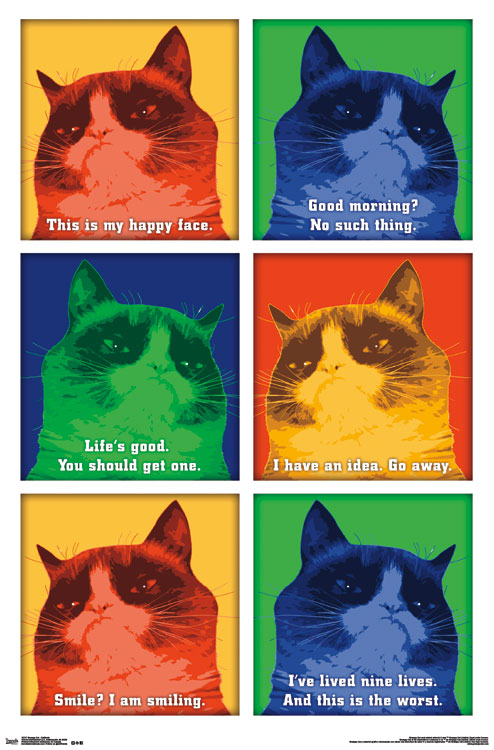 This is my happy face.
Good morning?
No such thing.
Life's good.
You should get one.
I have an idea. Go away.
Smile? I am smiling.
I've lived nine lives.
And this is the worst.